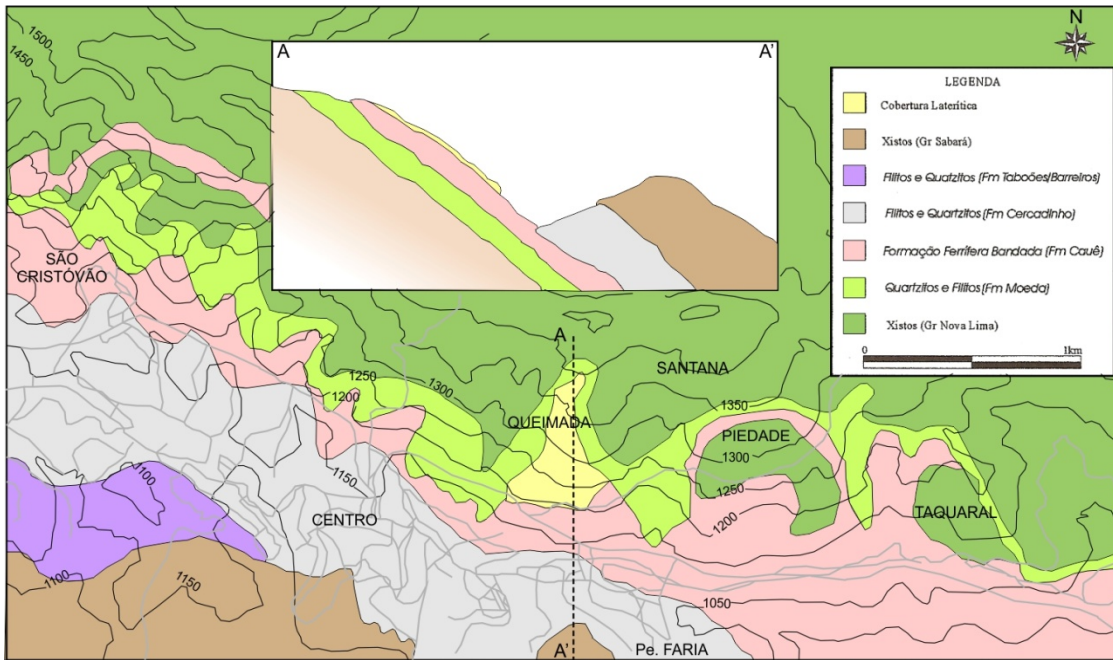 1500
1450
A
A'
N
LEGENDA
Cobertura Laterítica
Xistos (Gr Sabará)
Filitos e Quatzitos (Fm Taboões/Barreiros)
Filitos e Quartzitos (Fm Cercadinho)
Formação Ferrífera Bandada (Fm Cauê)
Quartzitos e Filitos (Fm Moeda)
Xistos (Gr Nova Lima)
0
1km
SÃO
CRISTÓVÃO
A
SANTANA
1250
1300
1200
1350
QUEIMADA
PIEDADE
1300
1100
1150
1250
1200
CENTRO
TAQUARAL
1100
1150
1050
A'
Pe. FARIA